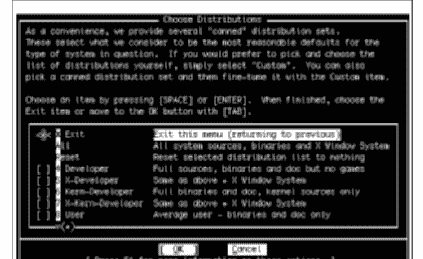 Choose Distributions
As a convenience, we provide several "canned" distribution sets.
These select what we consider to be the most reasonable defaults for the
type of system in question. If you would prefer to pick and choose the
list of distributions yourself, simply select "Custom". You can also
pick a canned distribution set and then fine-tune it with the Custom item.
Choose an item by pressing [SPACE] or [ENTER]. When finished, choose the
Exit item or move to the OK button with [TAB].
X Exit Exit this menu (returning to previous)
All All system sources, binaries and X Window System
Reset Reset selected distribution list to nothing
[ ] 4 Developer Full sources, binaries and doc but no games
[ ] 5 X-Developer Same as above + X Window System
[ ] 6 Kern-Developer Full binaries and doc, kernel sources only
[ ] 7 X-Kern-Developer Same as above + X Window System
[ ] 8 User Average user - binaries and doc only
[ OK ] Cancel